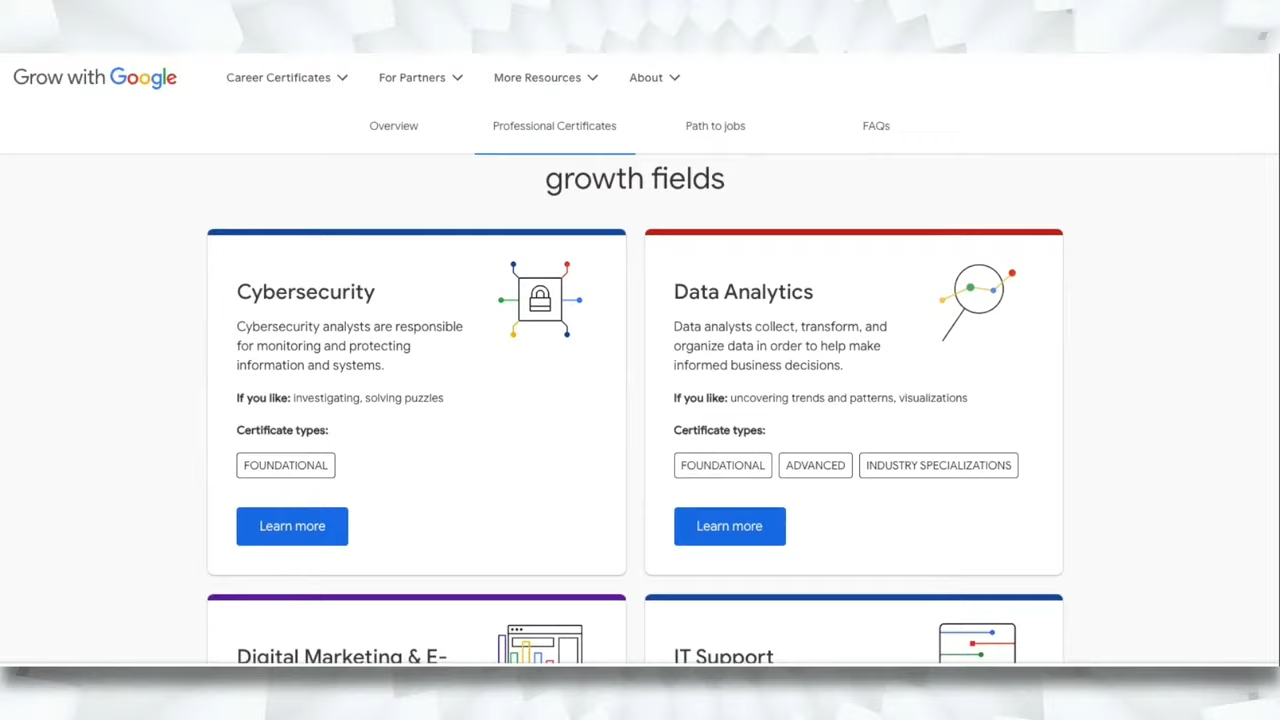 Grow with Google
Career Certificates
For Partners
More Resources
About
Overview
Professional Certificates
Path to jobs
FAQs
growth fields
Cybersecurity
Cybersecurity analysts are responsible
for monitoring and protecting
information and systems.
If you like: investigating, solving puzzles
Certificate types:
FOUNDATIONAL
Learn more
Data Analytics
Data analysts collect, transform, and
organize data in order to help make
informed business decisions.
If you like: uncovering trends and patterns, visualizations
Certificate types:
FOUNDATIONAL
ADVANCED
INDUSTRY SPECIALIZATIONS
Learn more
Digital Marketing & E-
IT Support